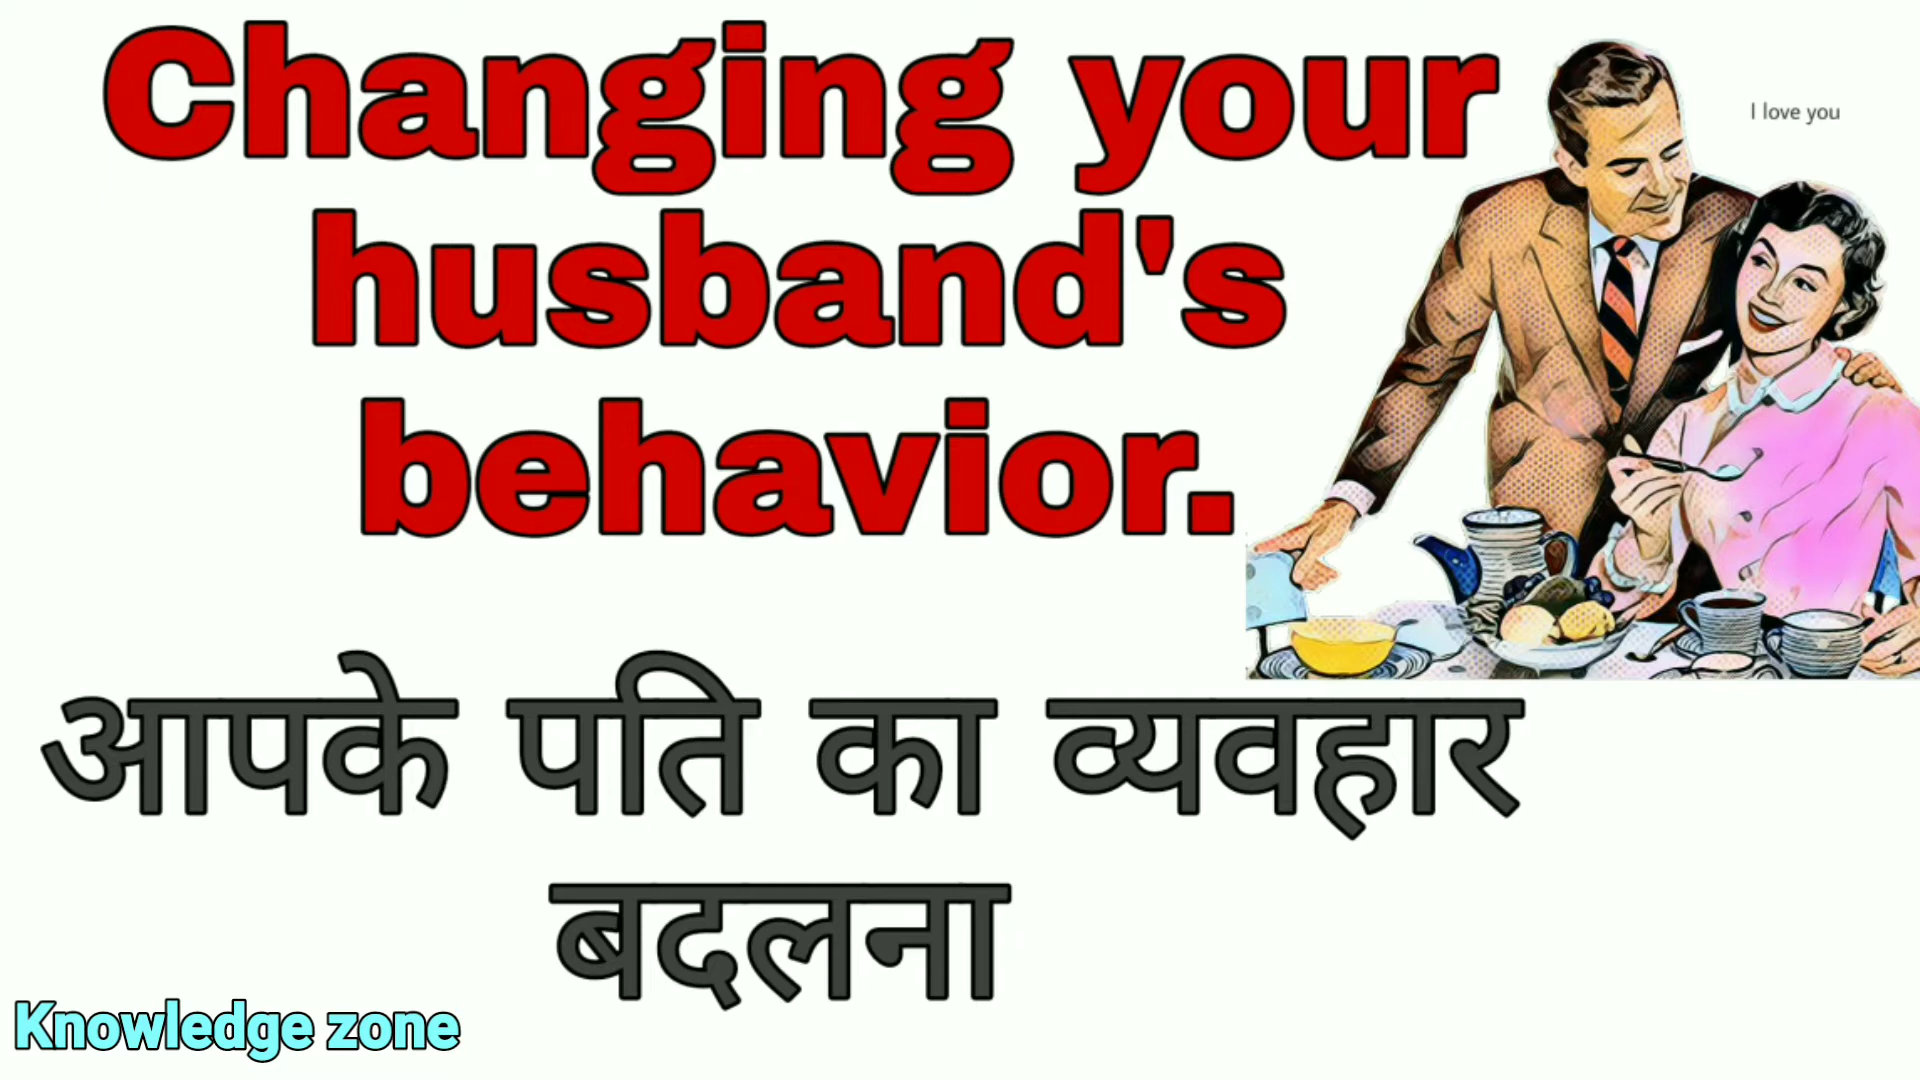 Changing your
husband's
behavior.
I love you
आपके पति का व्यवहार
बदलना
Knowledge zone